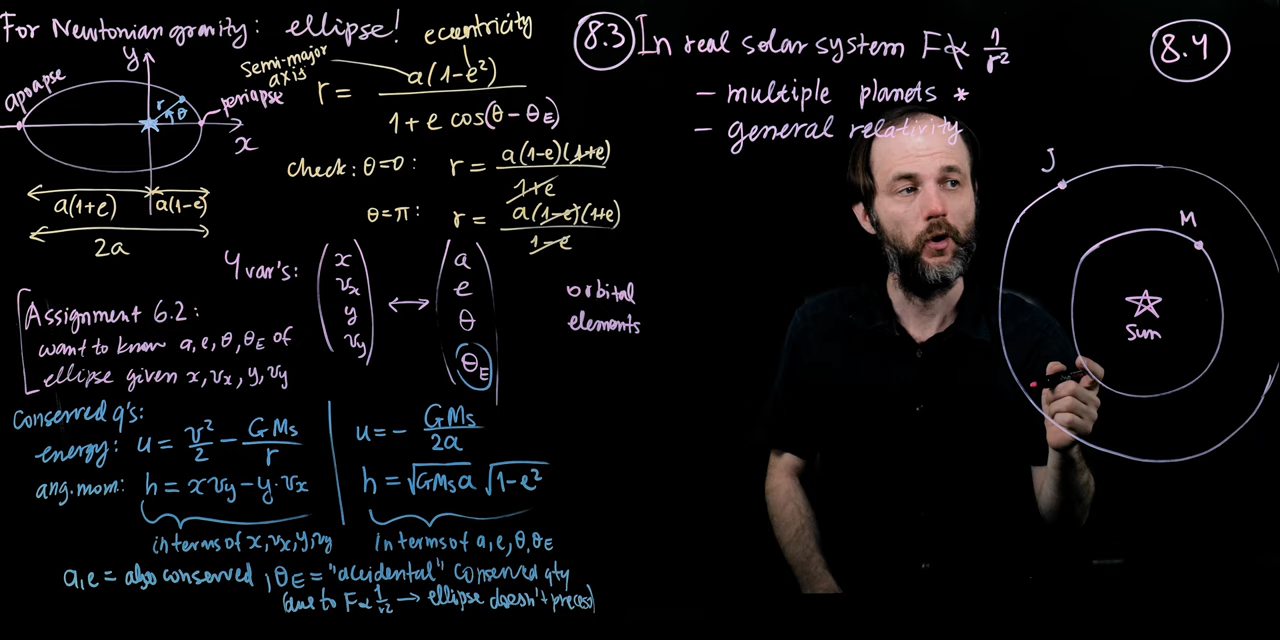 For Newtonian gravity: ellipse!
eccentricity
Semi-major
axis
y
apoapse
periapse
r
θ
x
a(1+e)
a(1-e)
2a
r = a(1-e²) / 1+e cos(θ-θE)
check: θ=0: r = a(1-e)(1+e) / 1+e
θ=π: r = a(1-e)(1+e) / 1-e
4 var's: (x vx y vy) ↔ (a e θ θE)
orbital
elements
Assignment 6.2:
want to know a, e, θ, θE of
ellipse given x, vx, y, vy
Conserved q's:
energy: u = v²/2 - GMs/r
u = - GMs/2a
ang. mom: h = x vy - y·vx
h = √GMsa √1-e²
in terms of x, vx, y, vy
in terms of a, e, θ, θE
a, e = also conserved, θE = "accidental" conserved qty
(due to F∝1/r² → ellipse doesn't precess)
8.3
In real solar system F∝̸ 1/r²
- multiple planets *
- general relativity
8.4
J
M
Sun